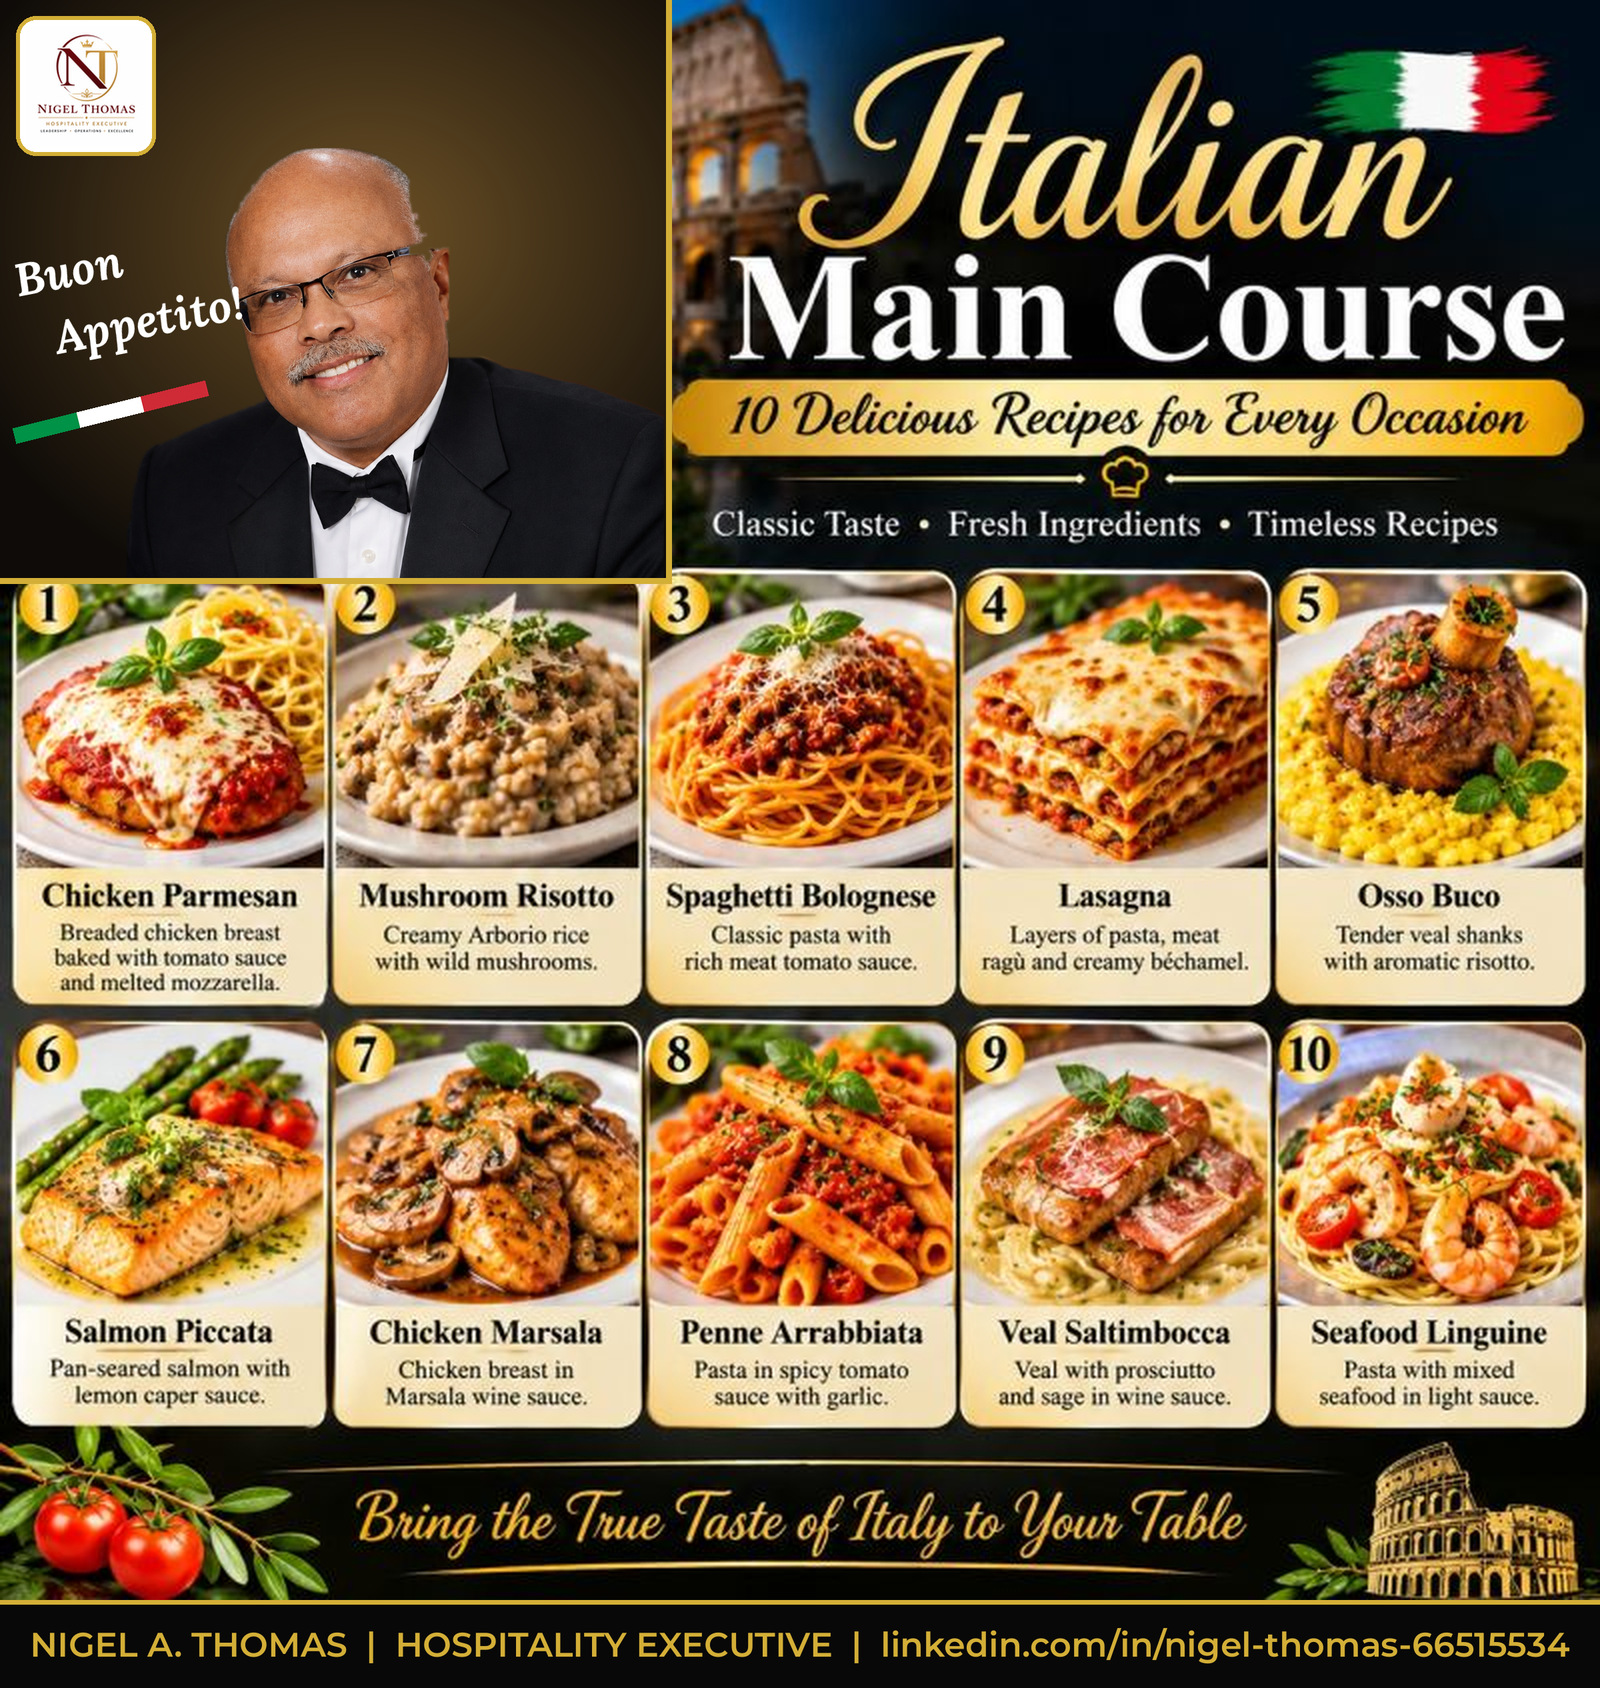 NT
NIGEL THOMAS
HOSPITALITY EXECUTIVE
LEADERSHIP • OPERATIONS • EXCELLENCE
Buon
Appetito!
Italian
Main Course
10 Delicious Recipes for Every Occasion
Classic Taste • Fresh Ingredients • Timeless Recipes
1
2
3
4
5
Chicken Parmesan
Breaded chicken breast
baked with tomato sauce
and melted mozzarella.
Mushroom Risotto
Creamy Arborio rice
with wild mushrooms.
Spaghetti Bolognese
Classic pasta with
rich meat tomato sauce.
Lasagna
Layers of pasta, meat
ragù and creamy béchamel.
Osso Buco
Tender veal shanks
with aromatic risotto.
6
7
8
9
10
Salmon Piccata
Pan-seared salmon with
lemon caper sauce.
Chicken Marsala
Chicken breast in
Marsala wine sauce.
Penne Arrabbiata
Pasta in spicy tomato
sauce with garlic.
Veal Saltimbocca
Veal with prosciutto
and sage in wine sauce.
Seafood Linguine
Pasta with mixed
seafood in light sauce.
Bring the True Taste of Italy to Your Table
NIGEL A. THOMAS | HOSPITALITY EXECUTIVE | linkedin.com/in/nigel-thomas-66515534